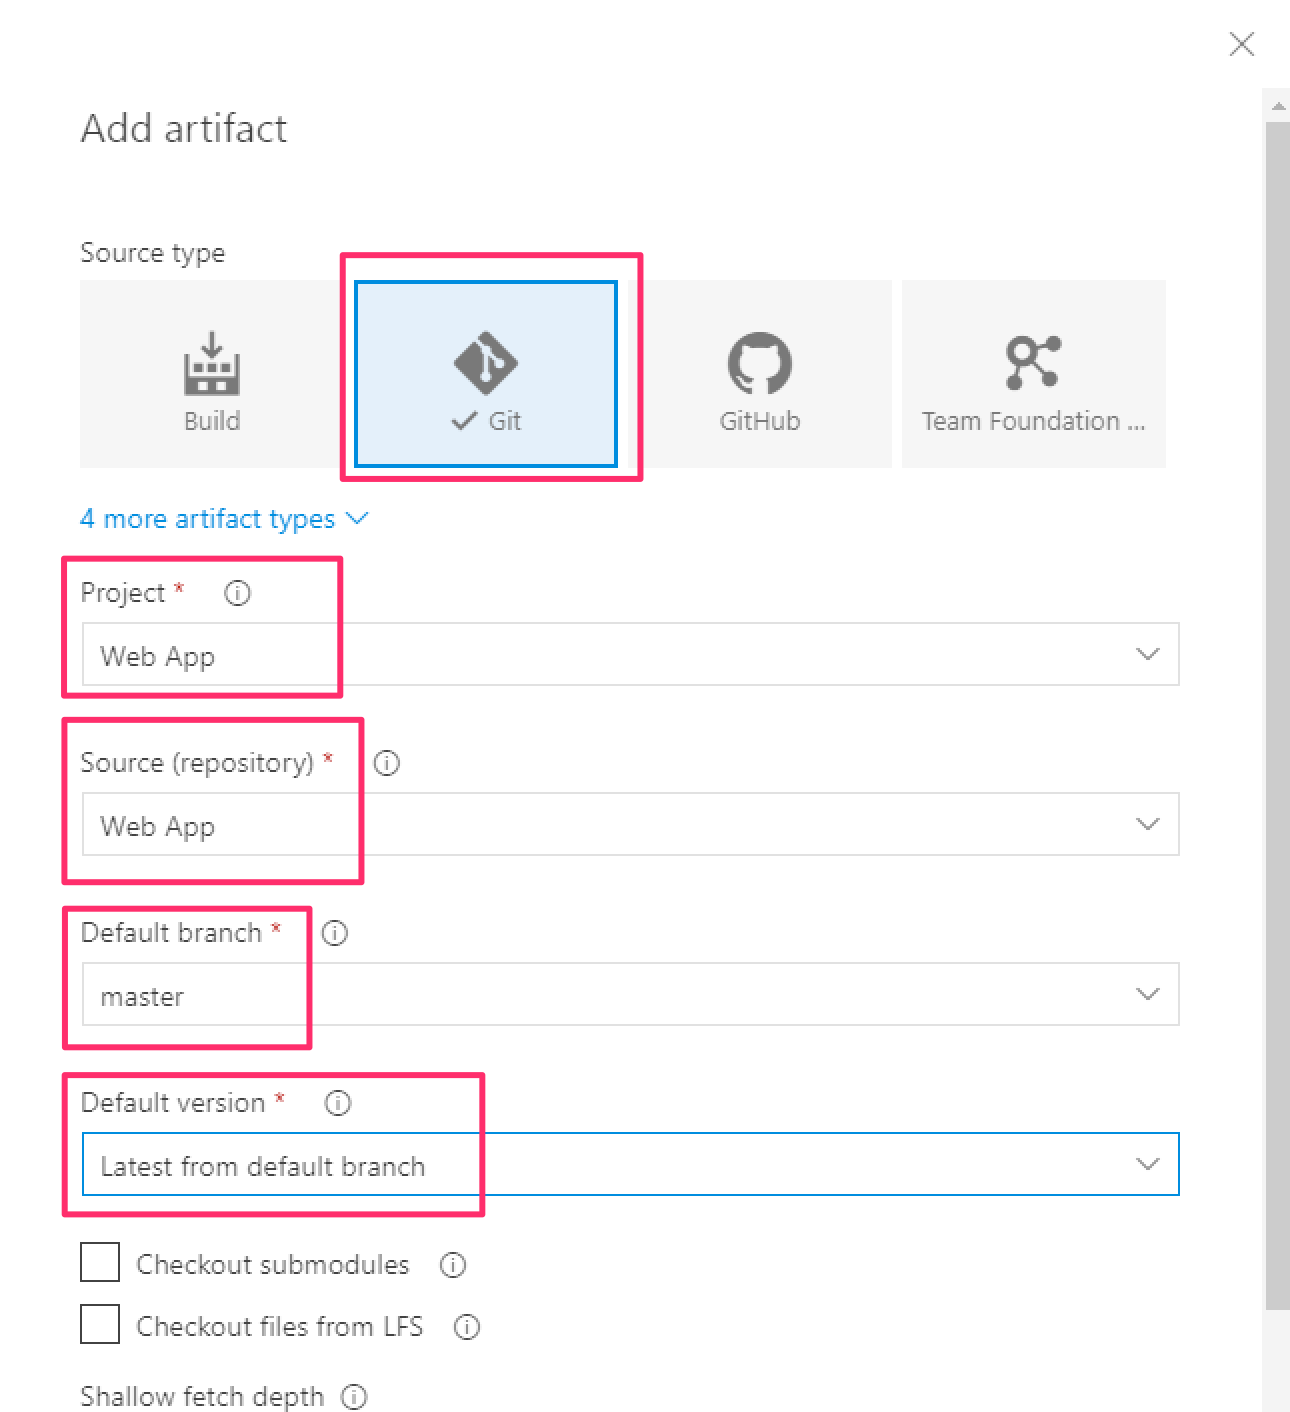 Add artifact
Source type
Build
Git
GitHub
Team Foundation ...
4 more artifact types
Project *
Web App
Source (repository) *
Web App
Default branch *
master
Default version *
Latest from default branch
Checkout submodules
Checkout files from LFS
Shallow fetch depth